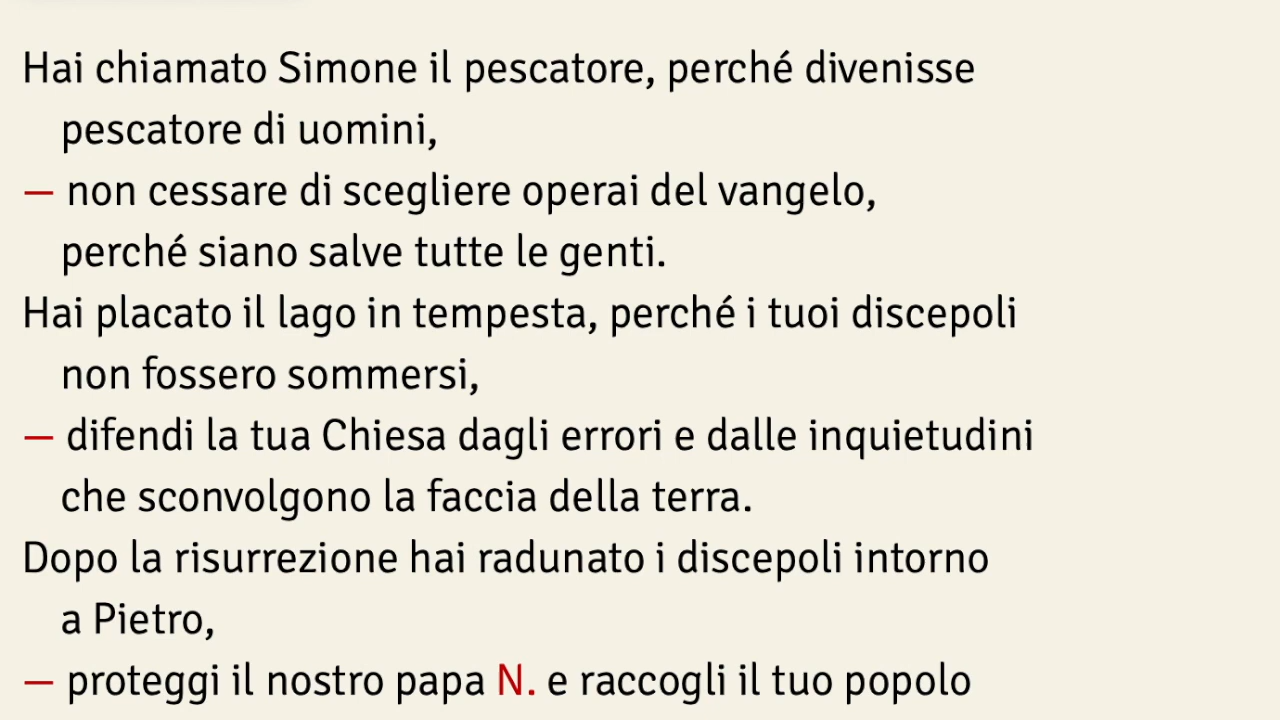 Hai chiamato Simone il pescatore, perché divenisse
pescatore di uomini,
— non cessare di scegliere operai del vangelo,
perché siano salve tutte le genti.
Hai placato il lago in tempesta, perché i tuoi discepoli
non fossero sommersi,
— difendi la tua Chiesa dagli errori e dalle inquietudini
che sconvolgono la faccia della terra.
Dopo la risurrezione hai radunato i discepoli intorno
a Pietro,
— proteggi il nostro papa N. e raccogli il tuo popolo